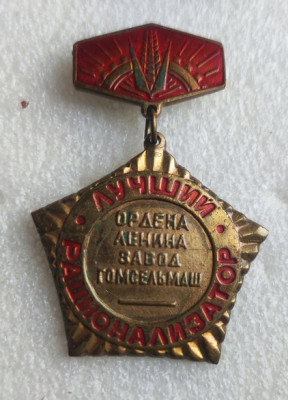 ЛУЧШИЙ
ОРДЕНА
ЛЕНИНА
ЗАВОД
ГОМСЕЛЬМАШ
РАЦИОНАЛИЗАТОР